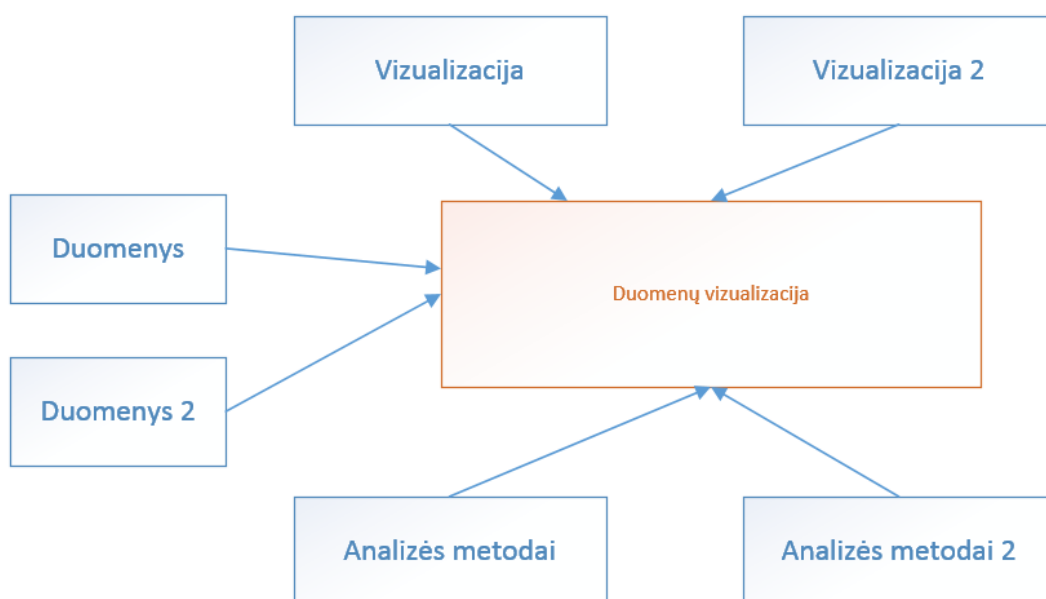 Vizualizacija
Vizualizacija 2
Duomenys
Duomenų vizualizacija
Duomenys 2
Analizės metodai
Analizės metodai 2